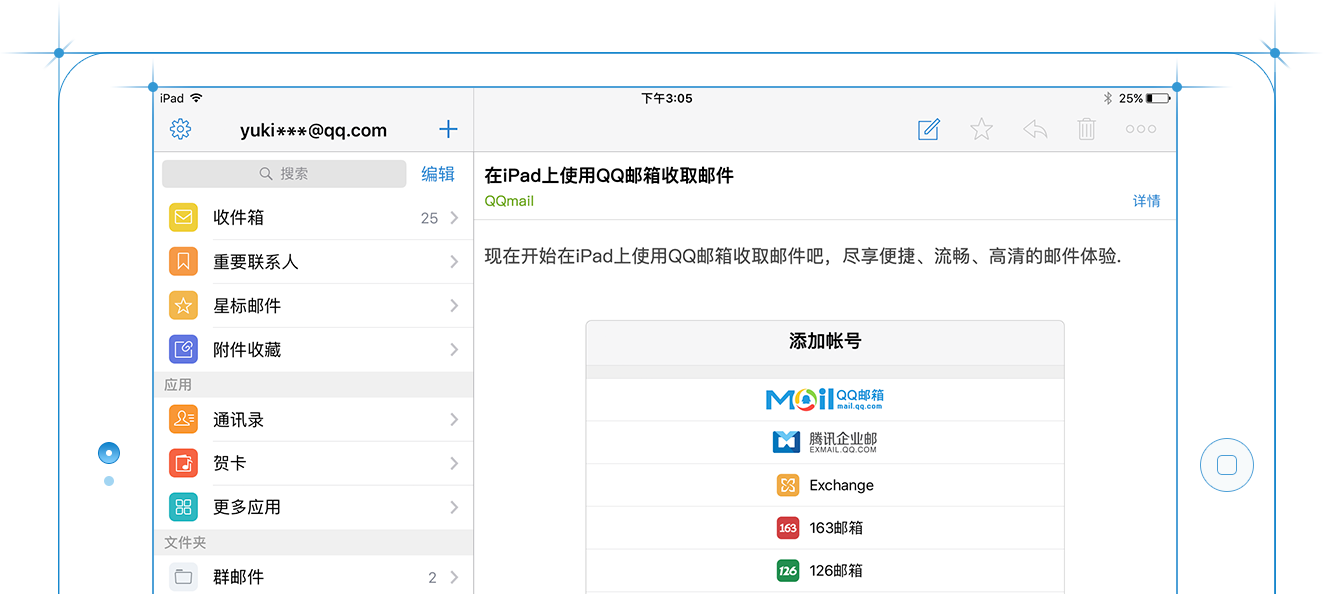 iPad 下午3:05 25%
yuki***@qq.com
搜索 编辑
收件箱 25
重要联系人
星标邮件
附件收藏
应用
通讯录
贺卡
更多应用
文件夹
群邮件 2
在iPad上使用QQ邮箱收取邮件
QQmail 详情
现在开始在iPad上使用QQ邮箱收取邮件吧，尽享便捷、流畅、高清的邮件体验.
添加帐号
Mail QQ邮箱
mail.qq.com
腾讯企业邮
EXMAIL.QQ.COM
Exchange
163 163邮箱
126 126邮箱